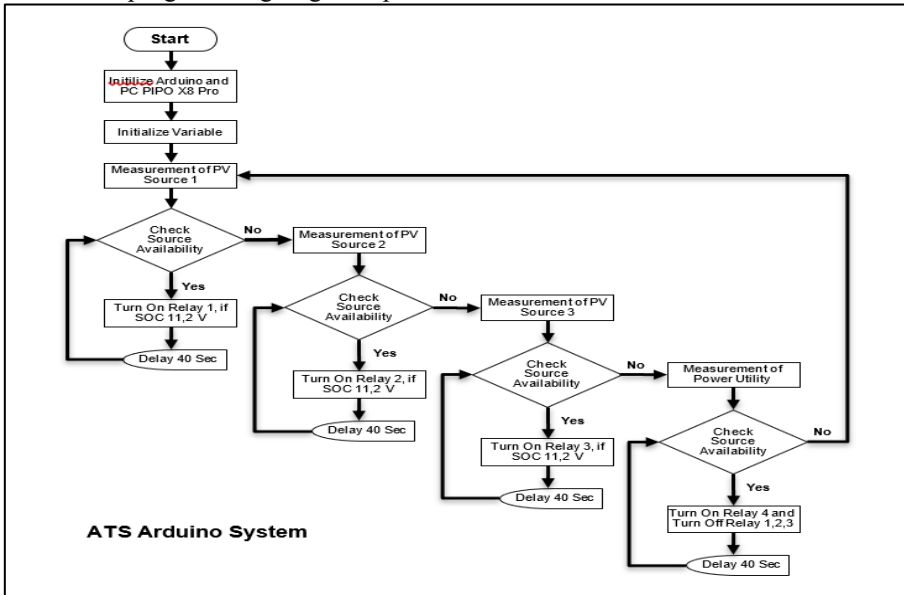 Start
Initilize Arduino and
PC PIPO X8 Pro
Initialize Variable
Measurement of PV
Source 1
Check
Source
Availability
No
Yes
Turn On Relay 1, if
SOC 11,2 V
Delay 40 Sec
Measurement of PV
Source 2
Check
Source
Availability
No
Yes
Turn On Relay 2, if
SOC 11,2 V
Delay 40 Sec
Measurement of PV
Source 3
Check
Source
Availability
No
Yes
Turn On Relay 3, if
SOC 11,2 V
Delay 40 Sec
Measurement of
Power Utility
Check
Source
Availability
No
Yes
Turn On Relay 4 and
Turn Off Relay 1,2,3
Delay 40 Sec
ATS Arduino System